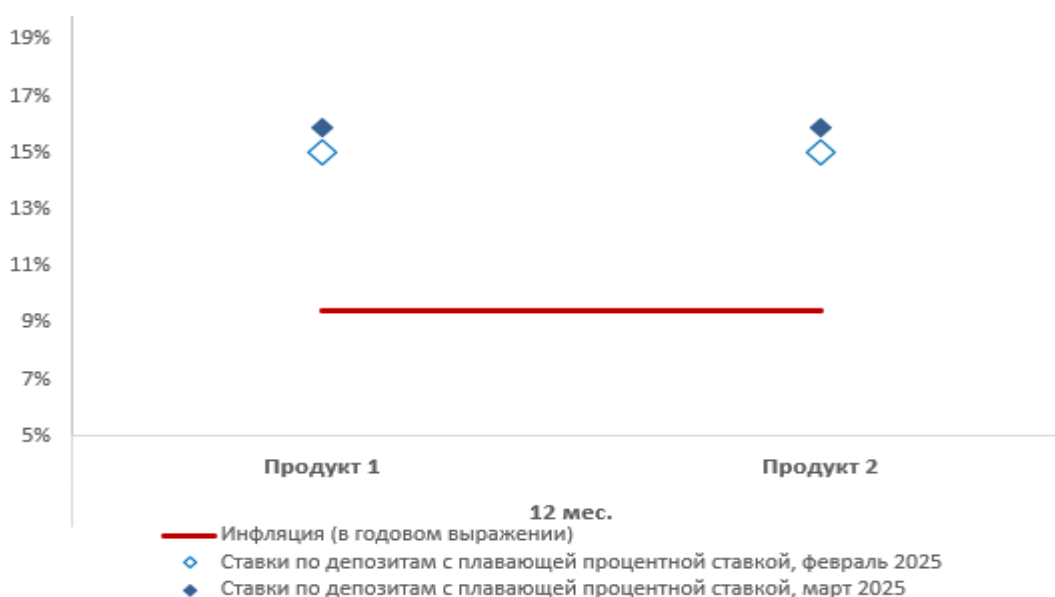 19%
17%
15%
13%
11%
9%
7%
5%
Продукт 1 Продукт 2
12 мес.
Инфляция (в годовом выражении)
Ставки по депозитам с плавающей процентной ставкой, февраль 2025
Ставки по депозитам с плавающей процентной ставкой, март 2025